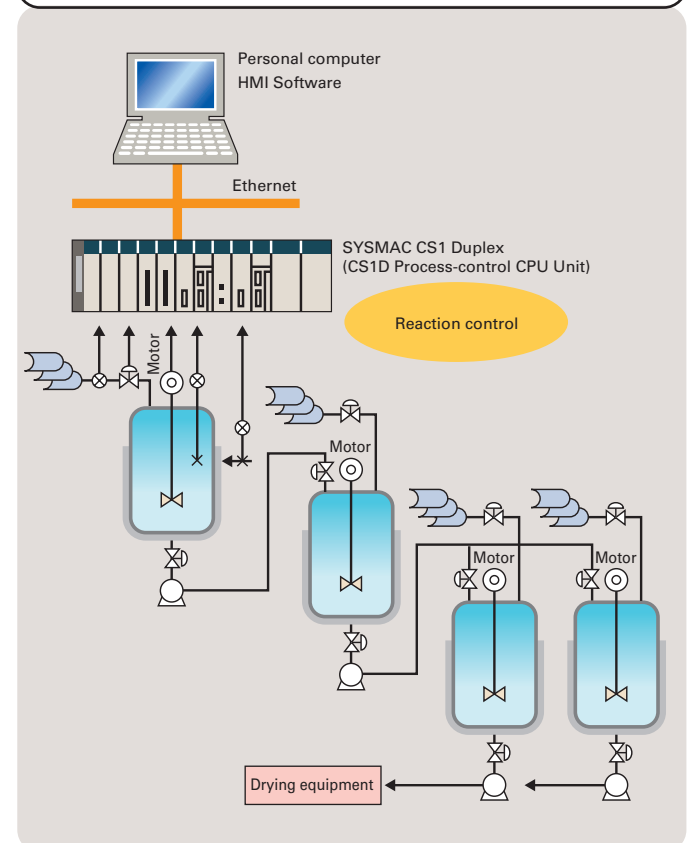 Personal computer
HMI Software
Ethernet
SYSMAC CS1 Duplex
(CS1D Process-control CPU Unit)
Reaction control
Motor
Motor
Motor
Motor
Drying equipment